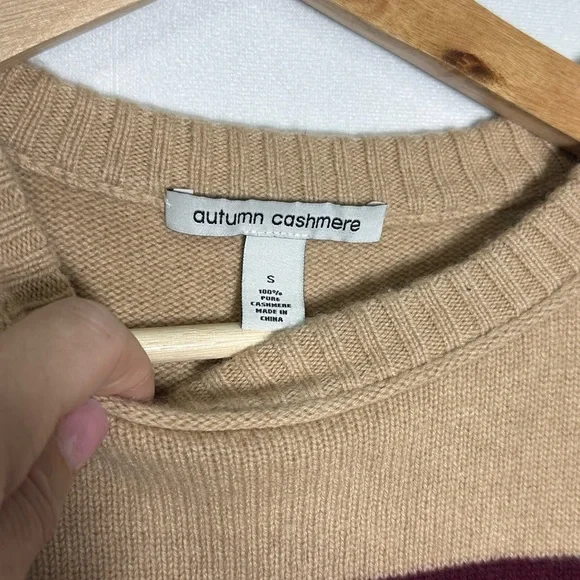 autumn cashmere
S
100%
PURE
CASHMERE
MADE IN
CHINA